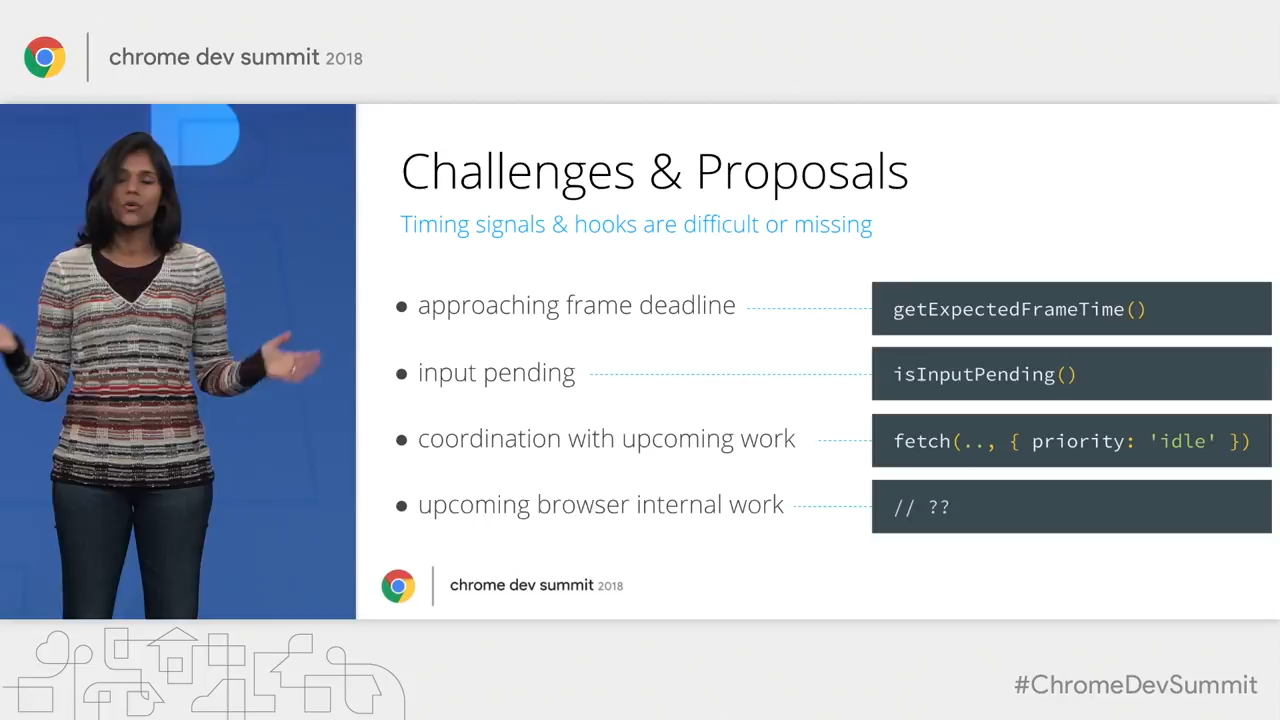 chrome dev summit 2018
Challenges & Proposals
Timing signals & hooks are difficult or missing
● approaching frame deadline
getExpectedFrameTime()
● input pending
isInputPending()
● coordination with upcoming work
fetch(.., { priority: 'idle' })
● upcoming browser internal work
// ??
chrome dev summit 2018
#ChromeDevSummit